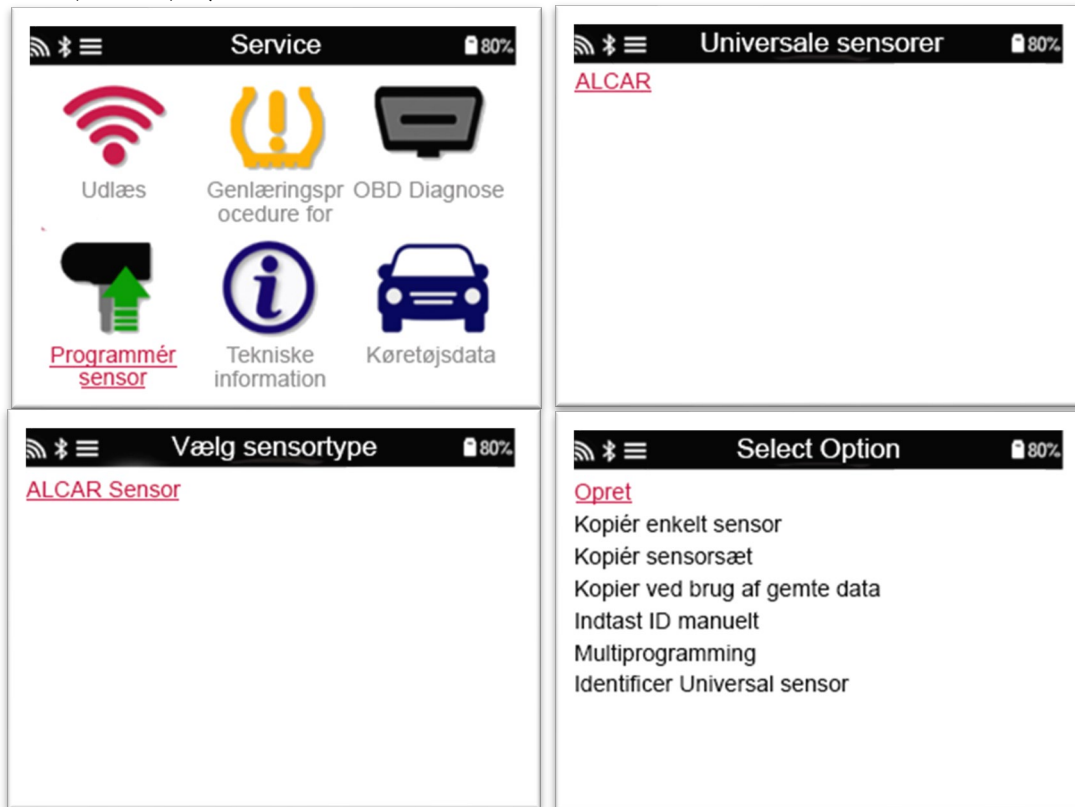 Service
80%
Udlæs
Genlæringspr
ocedure for
OBD Diagnose
Programmér
sensor
Tekniske
information
Køretøjsdata
Universale sensorer
80%
ALCAR
Vælg sensortype
80%
ALCAR Sensor
Select Option
80%
Opret
Kopiér enkelt sensor
Kopiér sensorsæt
Kopier ved brug af gemte data
Indtast ID manuelt
Multiprogramming
Identificer Universal sensor